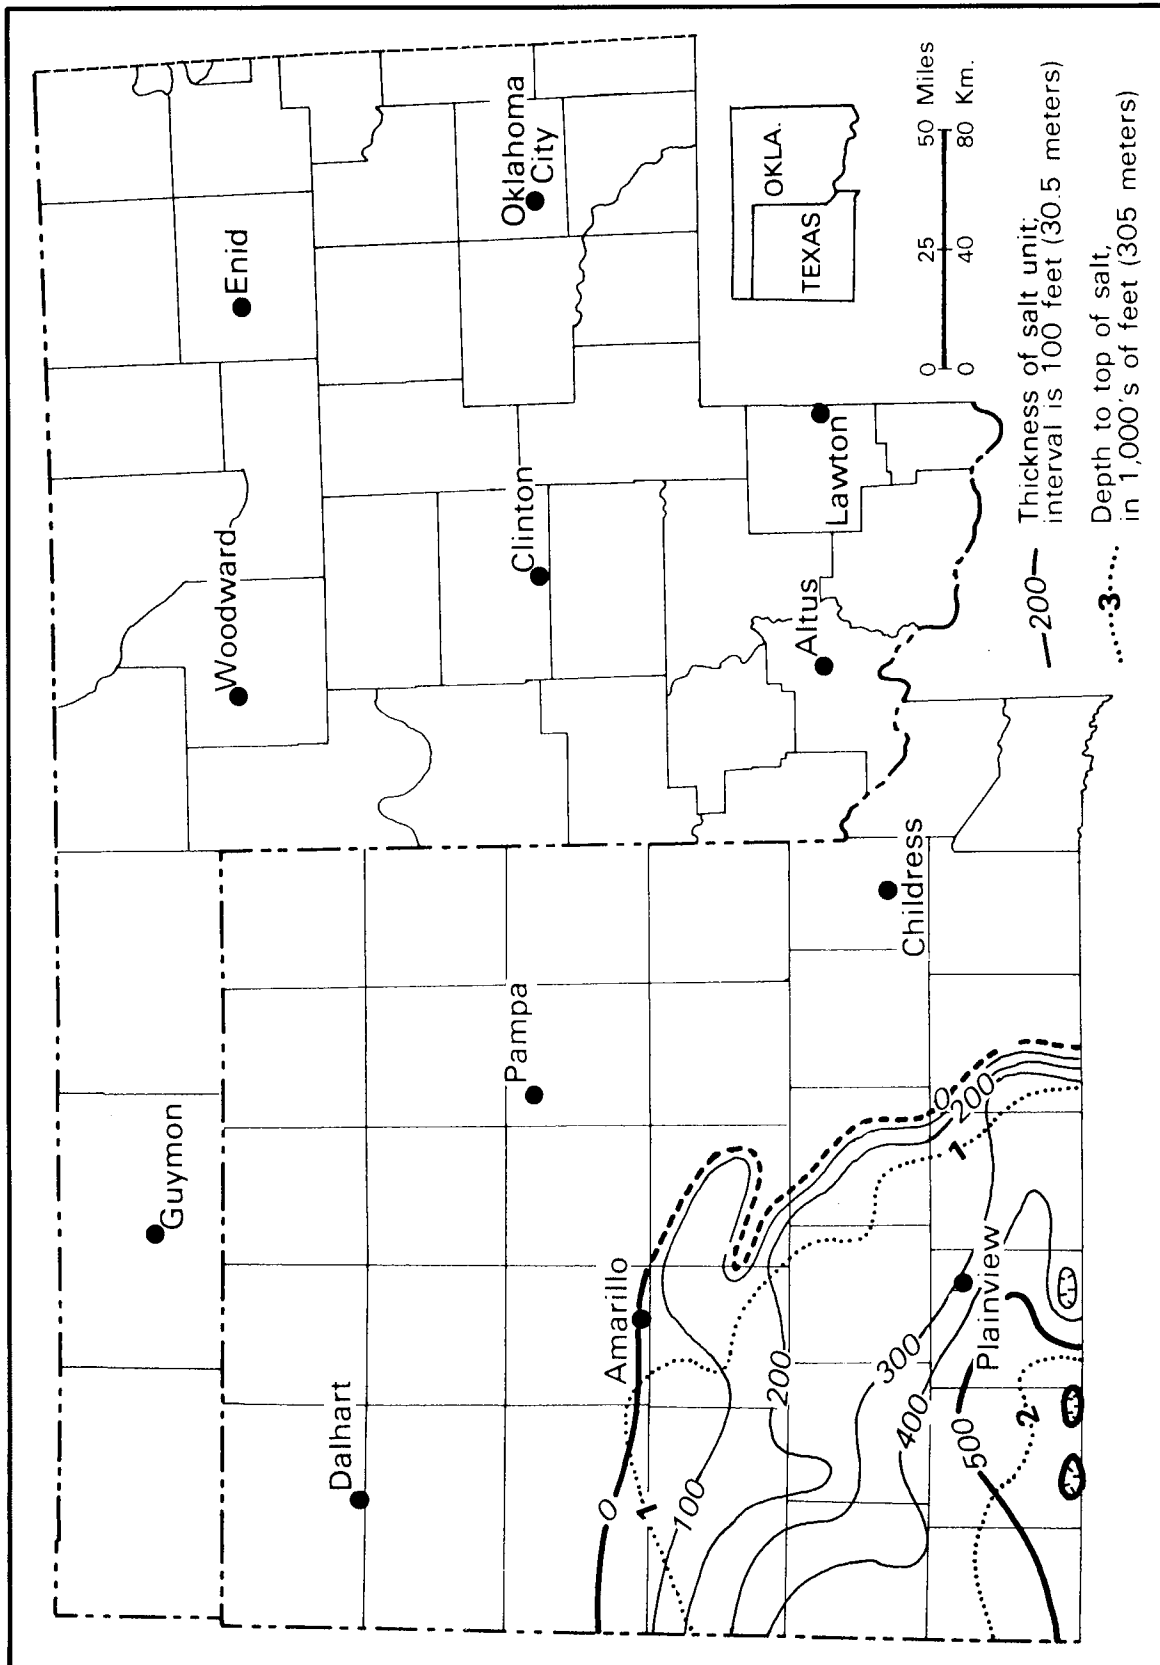 Guymon
Dalhart
Amarillo
Pampa
Woodward
Enid
Clinton
Oklahoma
City
Altus
Lawton
Childress
Plainview
0
1
100
200
300
400
500
2
0
200
1
TEXAS
OKLA.
0 25 50 Miles
0 40 80 Km.
200 Thickness of salt unit;
interval is 100 feet (30.5 meters)
3 Depth to top of salt,
in 1,000's of feet (305 meters)